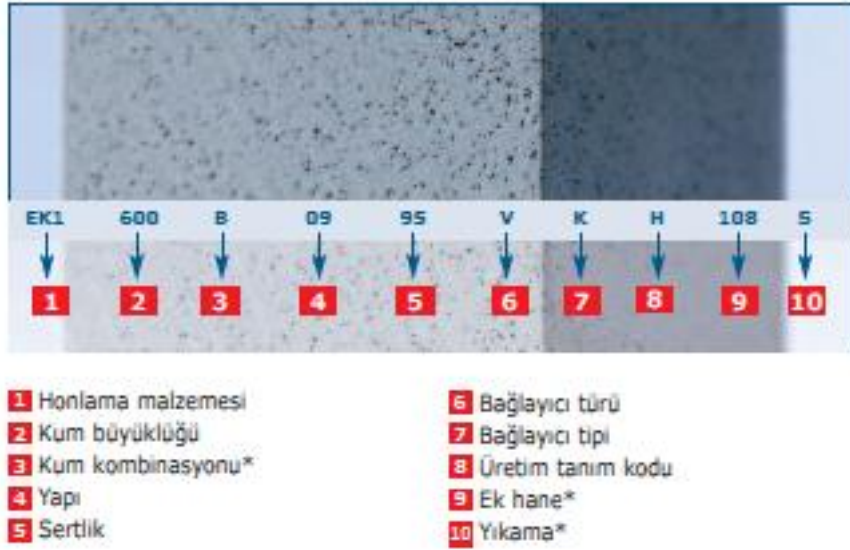 EK1 600 B 09 95 V K H 108 S
1 2 3 4 5 6 7 8 9 10
1 Honlama malzemesi
2 Kum büyüklüğü
3 Kum kombinasyonu*
4 Yapı
5 Sertlik
6 Bağlayıcı türü
7 Bağlayıcı tipi
8 Üretim tanım kodu
9 Ek hane*
10 Yıkama*